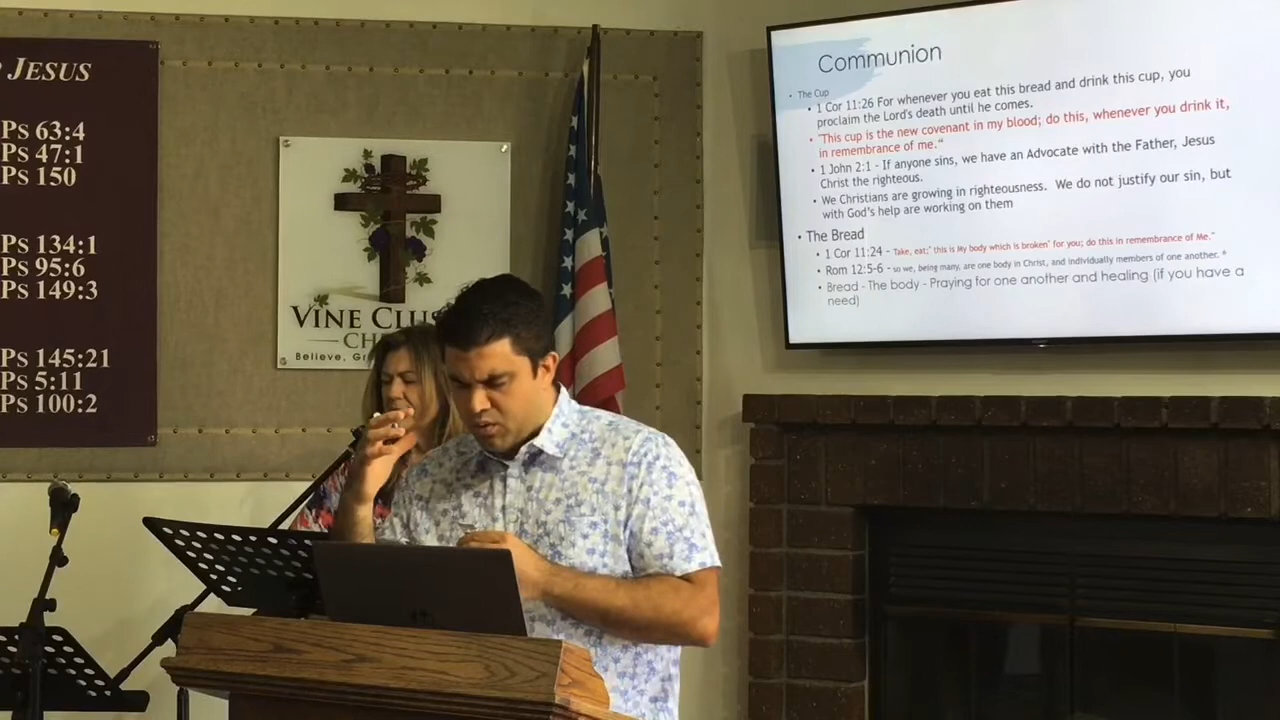 JESUS
Ps 63:4
Ps 47:1
Ps 150
Ps 134:1
Ps 95:6
Ps 149:3
Ps 145:21
Ps 5:11
Ps 100:2
VINE CLUS
CH
Believe, Gr
Communion
• The Cup
• 1 Cor 11:26 For whenever you eat this bread and drink this cup, you
proclaim the Lord's death until he comes.
• "This cup is the new covenant in my blood; do this, whenever you drink it,
in remembrance of me."
• 1 John 2:1 - If anyone sins, we have an Advocate with the Father, Jesus
Christ the righteous.
• We Christians are growing in righteousness. We do not justify our sin, but
with God's help are working on them
• The Bread
• 1 Cor 11:24 - Take, eat;' this is My body which is broken' for you; do this in remembrance of Me."
• Rom 12:5-6 - so we, being many, are one body in Christ, and individually members of one another. *
• Bread - The body - Praying for one another and healing (if you have a
need)